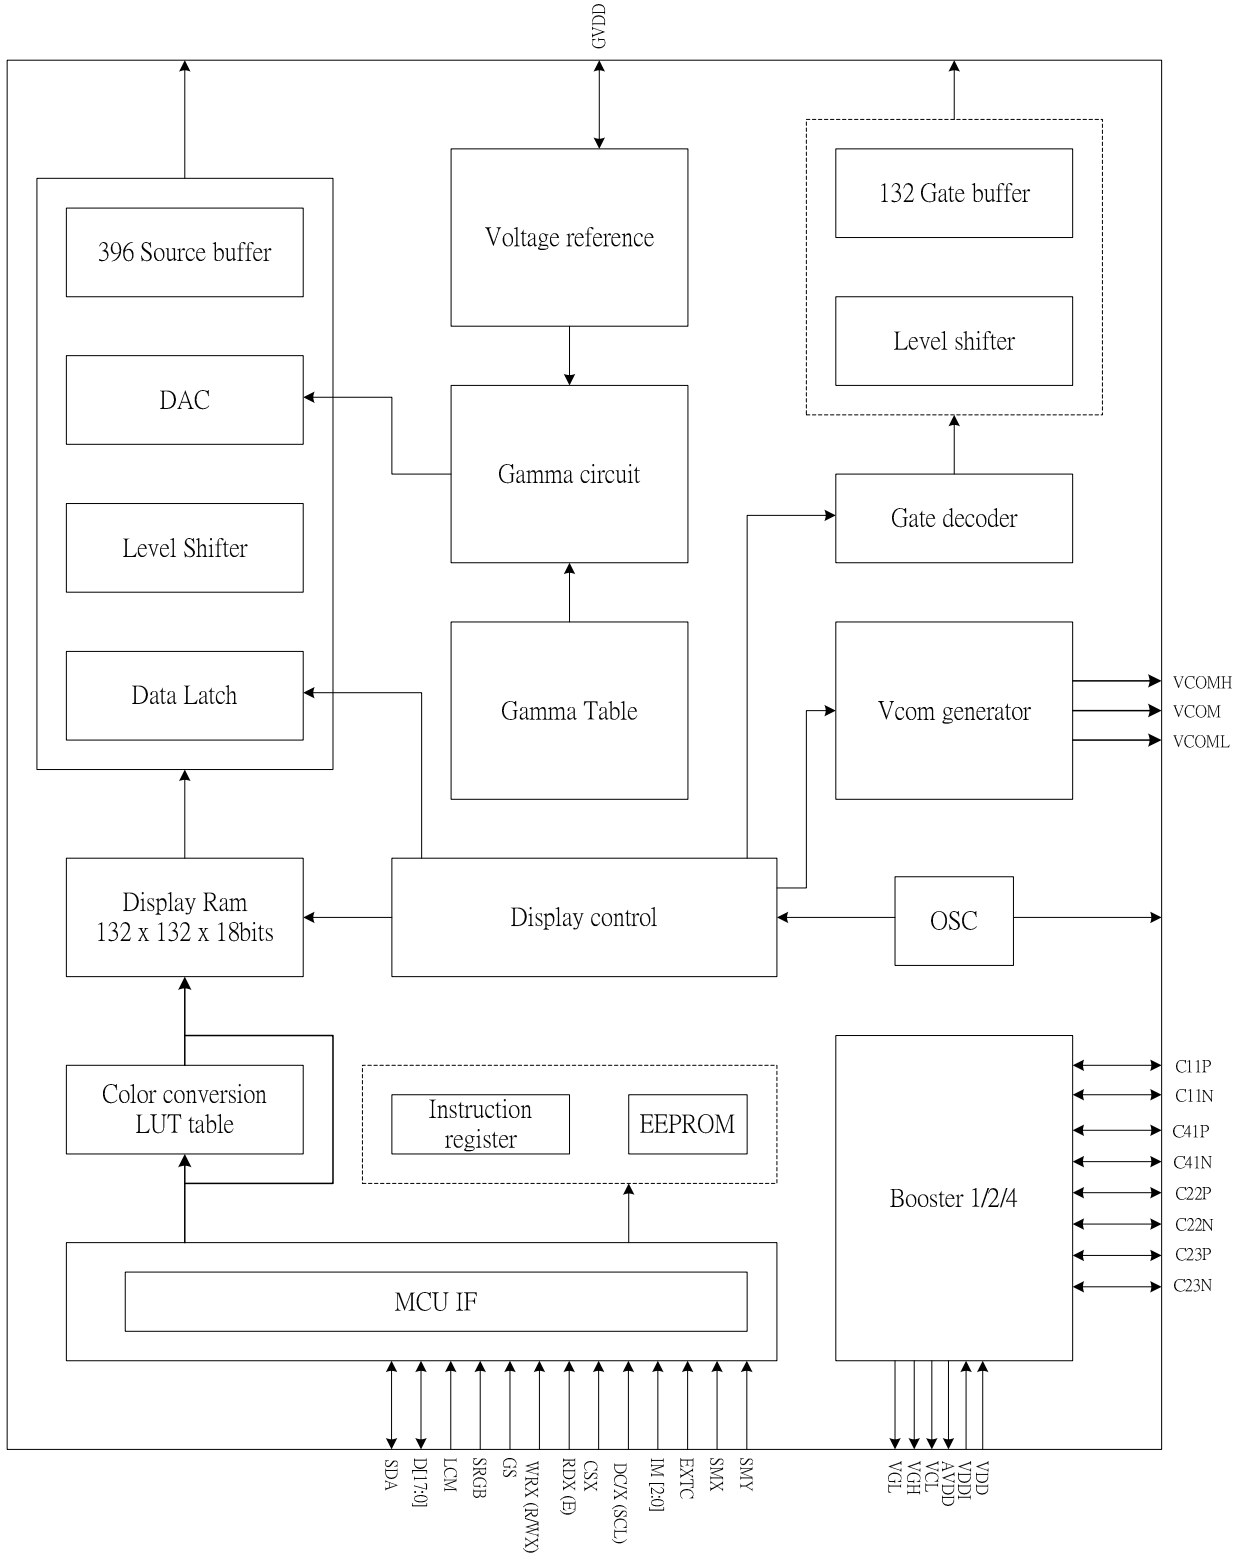 GVDD
132 Gate buffer
396 Source buffer
Voltage reference
Level shifter
DAC
Gamma circuit
Gate decoder
Level Shifter
Data Latch
Gamma Table
Vcom generator
VCOMH
VCOM
VCOML
Display Ram
132 x 132 x 18bits
Display control
OSC
Color conversion
LUT table
Instruction
register
EEPROM
Booster 1/2/4
C11P
C11N
C41P
C41N
C22P
C22N
C23P
C23N
MCU IF
SDA
D[17:0]
LCM
SRGB
GS
WRX (R/WX)
RDX (E)
CSX
DC/X (SCL)
IM [2:0]
EXTC
SMX
SMY
VGL
VGH
VCL
AVDD
VDDI
VDD